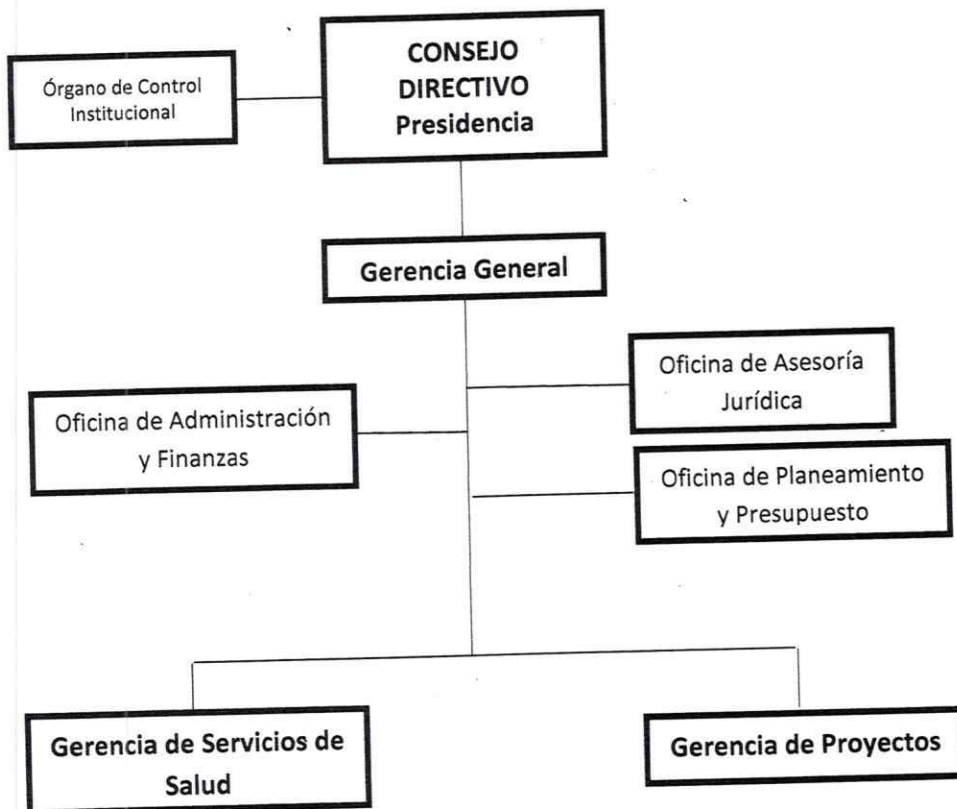 CONSEJO
DIRECTIVO
Presidencia
Órgano de Control
Institucional
Gerencia General
Oficina de Asesoría
Jurídica
Oficina de Administración
y Finanzas
Oficina de Planeamiento
y Presupuesto
Gerencia de Servicios de
Salud
Gerencia de Proyectos